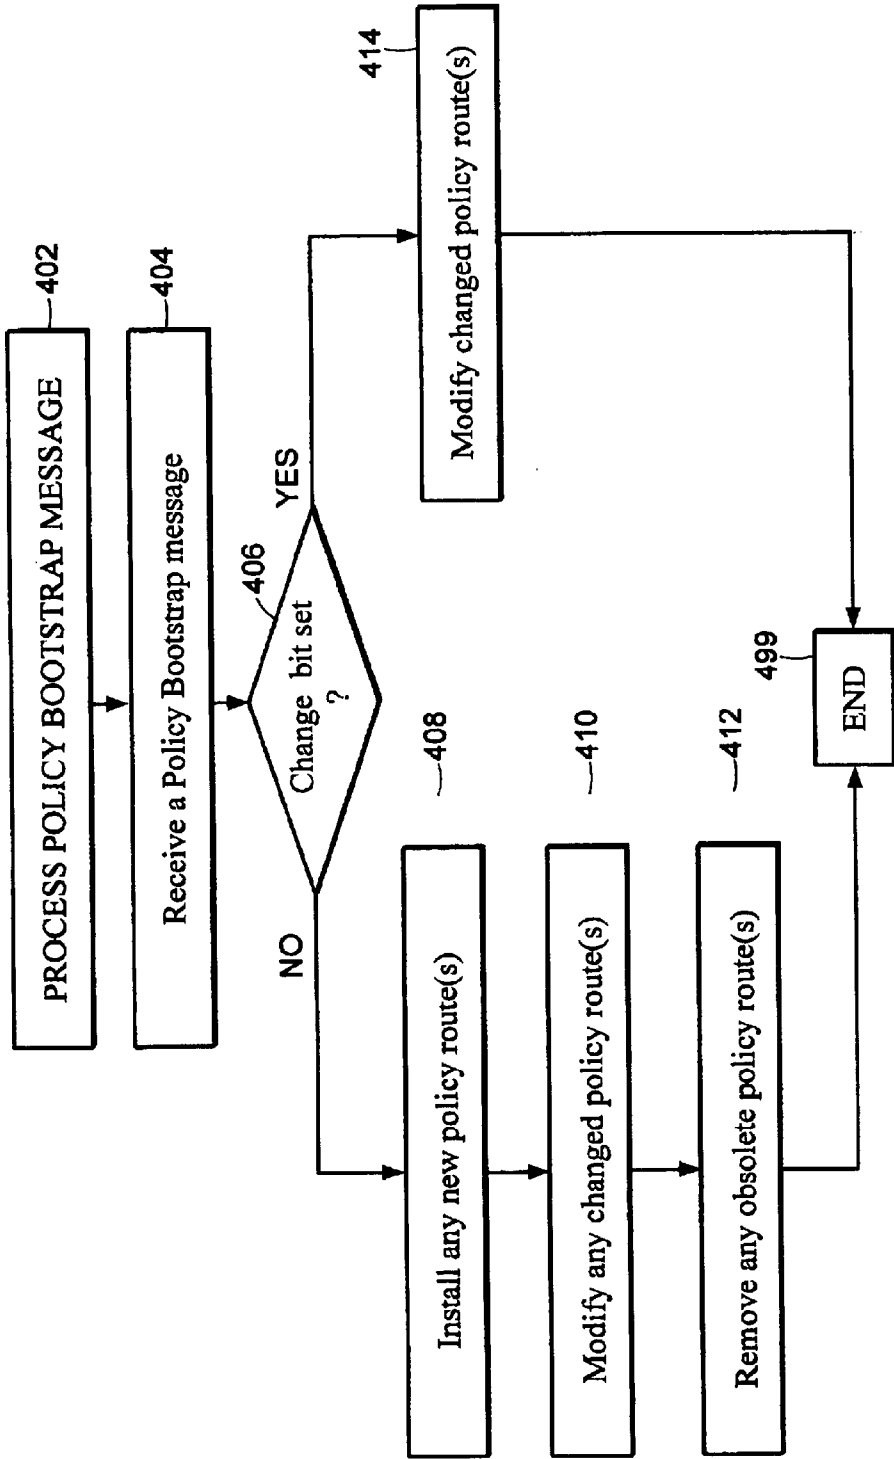 PROCESS POLICY BOOTSTRAP MESSAGE
402
Receive a Policy Bootstrap message
404
Change bit set
?
406
NO
YES
Install any new policy route(s)
408
Modify any changed policy route(s)
410
Remove any obsolete policy route(s)
412
Modify changed policy route(s)
414
END
499